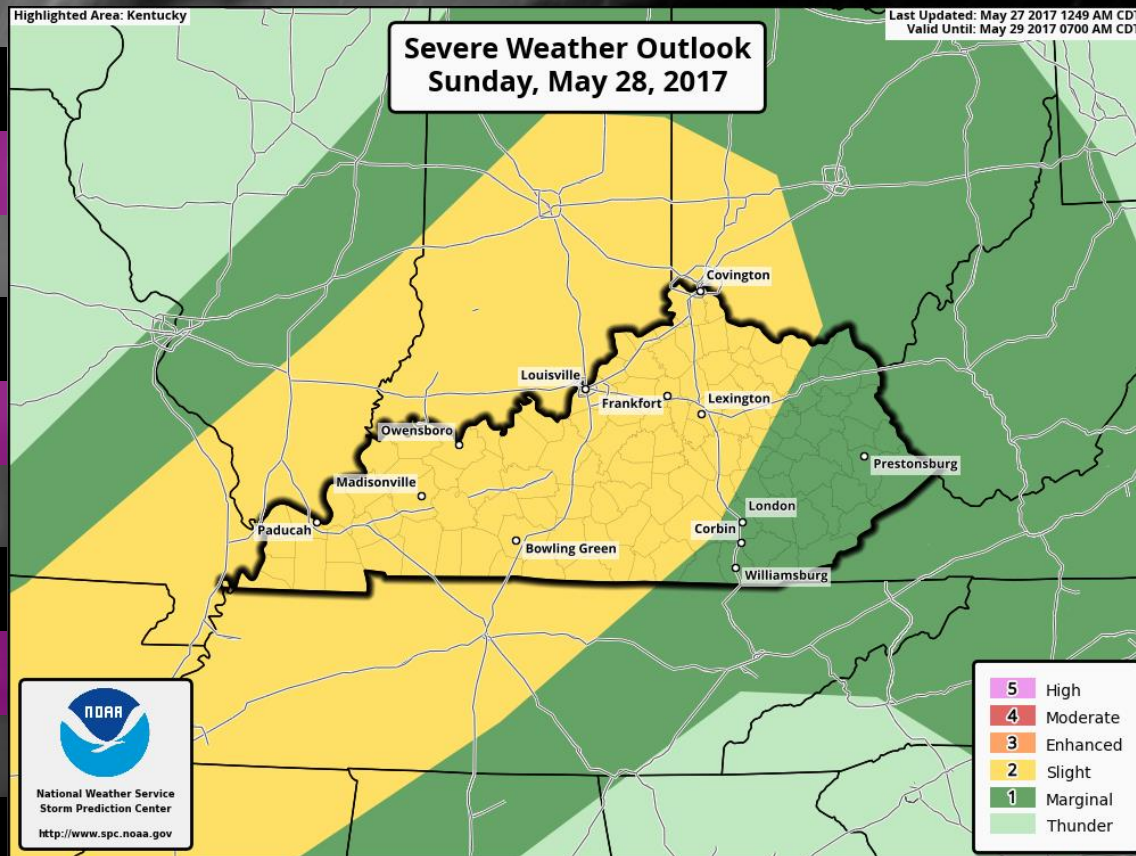 Highlighted Area: Kentucky
Last Updated: May 27 2017 1249 AM CDT
Valid Until: May 29 2017 0700 AM CDT
Severe Weather Outlook
Sunday, May 28, 2017
Covington
Louisville
Frankfort
Lexington
Owensboro
Prestonsburg
Madisonville
London
Paducah
Corbin
Bowling Green
Williamsburg
NOAA
National Weather Service
Storm Prediction Center
http://www.spc.noaa.gov
5 High
4 Moderate
3 Enhanced
2 Slight
1 Marginal
Thunder